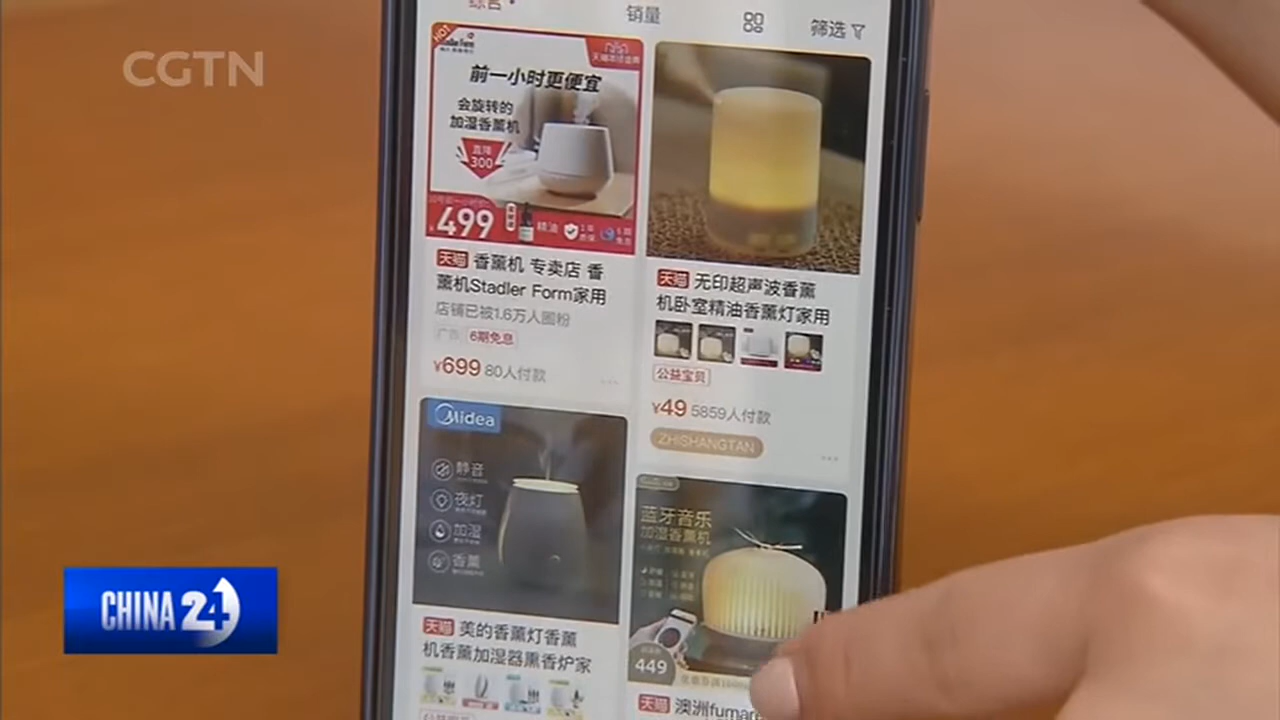 CGTN
综合
销量
筛选
HOT
前一小时更便宜
会旋转的
加湿香薰机
直降
300
499
精油
天猫 香薰机 专卖店 香
薰机Stadler Form家用
店铺已被1.6万人圈粉
广告 6期免息
¥699 80人付款
天猫 无印超声波香薰
机卧室精油香薰灯家用
公益宝贝
¥49 5859人付款
ZHISHANGTAN
Midea
静音
夜灯
加湿
香薰
天猫 美的香薰灯香薰
机香薰加湿器熏香炉家
公益宝贝
蓝牙音乐
加湿香薰机
449
天猫 澳洲fumare
CHINA 24